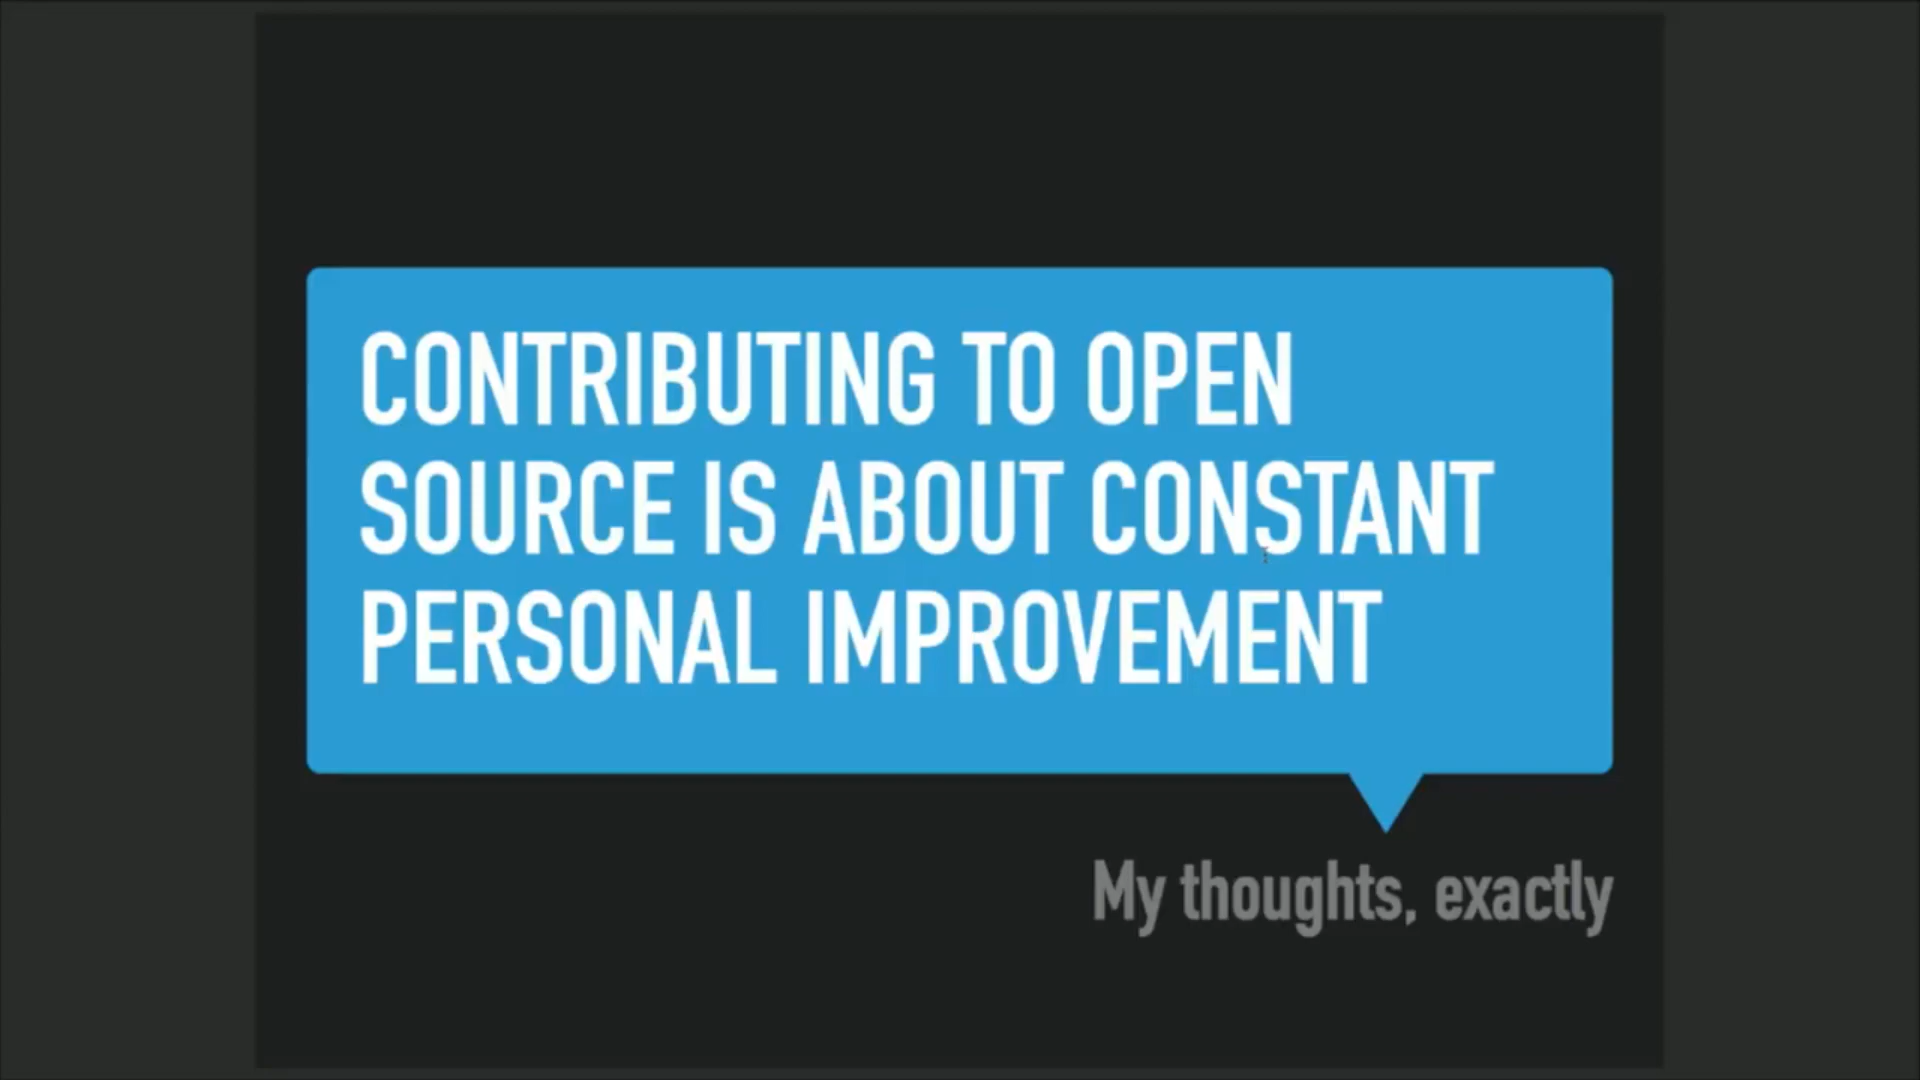 CONTRIBUTING TO OPEN
SOURCE IS ABOUT CONSTANT
PERSONAL IMPROVEMENT
My thoughts, exactly